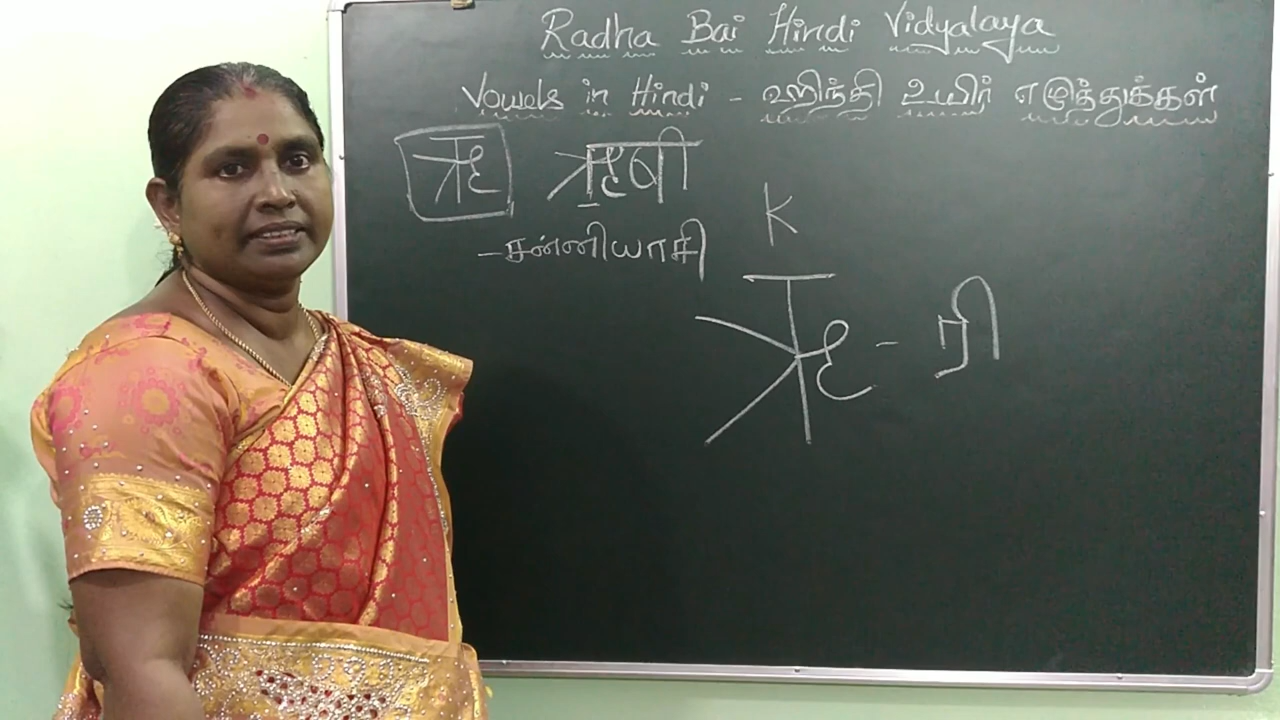 Radha Bai Hindi Vidyalaya
Vowels in Hindi - ஹிந்தி உயிர் எழுத்துக்கள்
ऋ ऋषी
- சன்னியாசி
K
ऋ - ரி